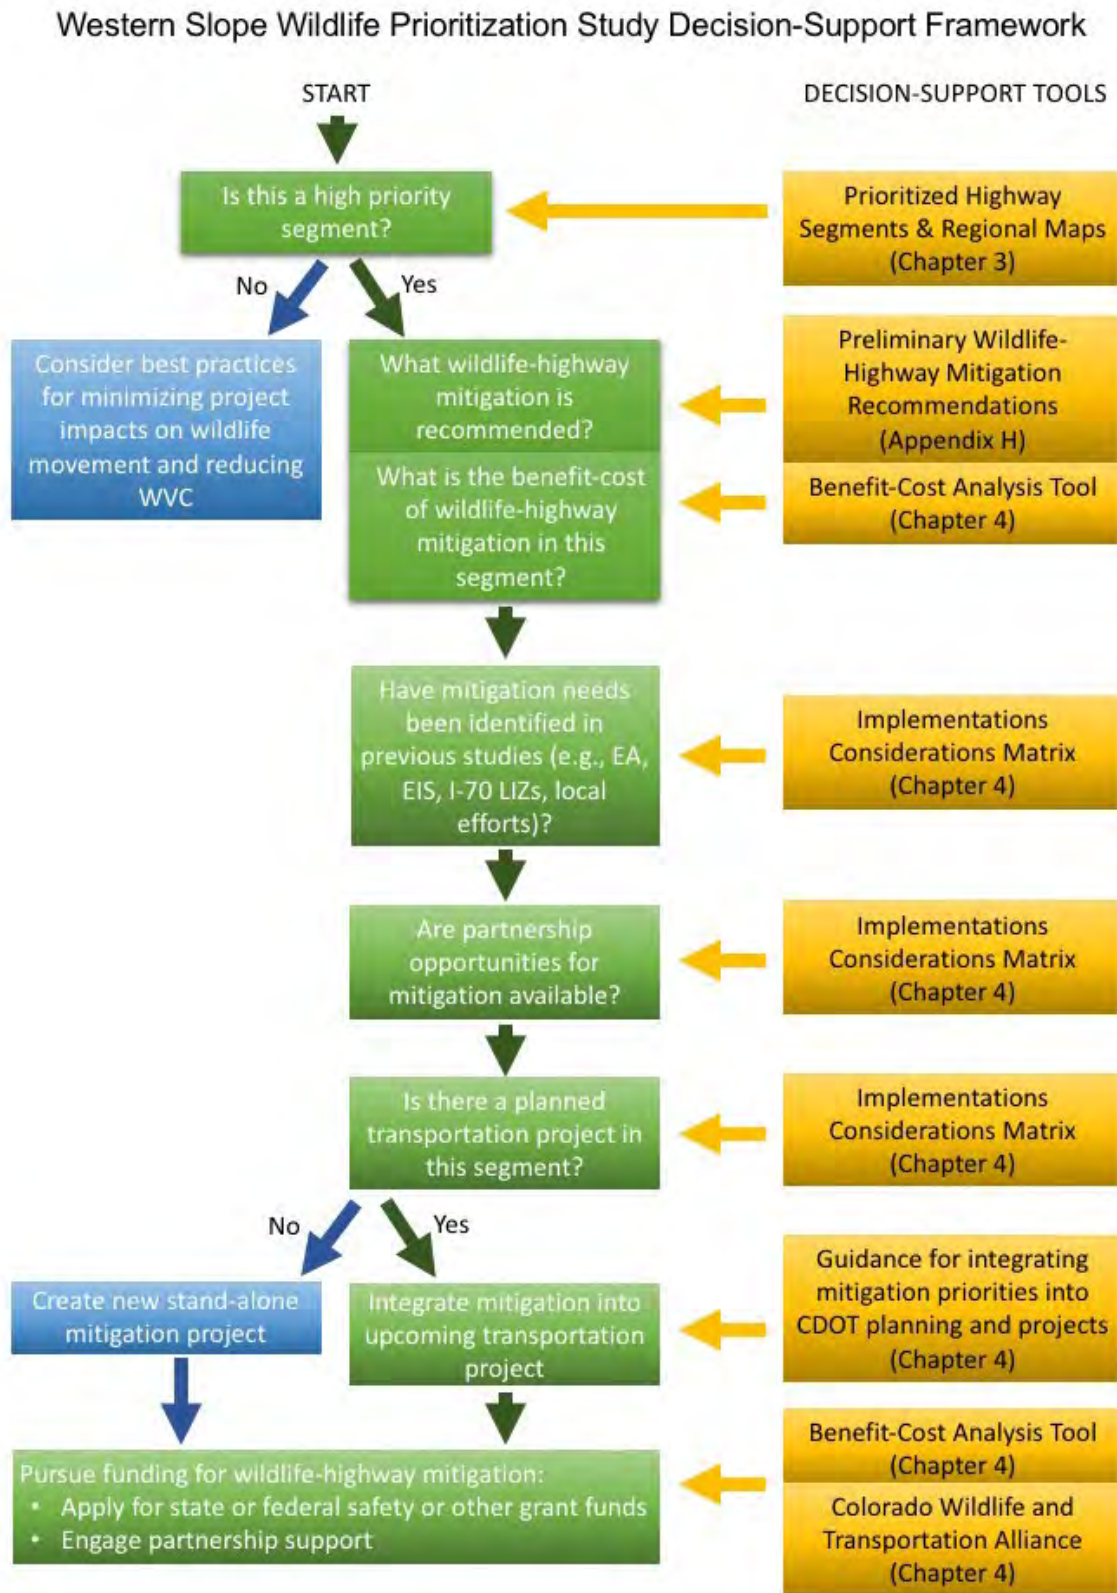 Western Slope Wildlife Prioritization Study Decision-Support Framework
START
DECISION-SUPPORT TOOLS
Is this a high priority
segment?
Prioritized Highway
Segments & Regional Maps
(Chapter 3)
No
Yes
Consider best practices
for minimizing project
impacts on wildlife
movement and reducing
WVC
What wildlife-highway
mitigation is
recommended?
Preliminary Wildlife-
Highway Mitigation
Recommendations
(Appendix H)
What is the benefit-cost
of wildlife-highway
mitigation in this
segment?
Benefit-Cost Analysis Tool
(Chapter 4)
Have mitigation needs
been identified in
previous studies (e.g., EA,
EIS, I-70 LIZs, local
efforts)?
Implementations
Considerations Matrix
(Chapter 4)
Are partnership
opportunities for
mitigation available?
Implementations
Considerations Matrix
(Chapter 4)
Is there a planned
transportation project in
this segment?
Implementations
Considerations Matrix
(Chapter 4)
No
Yes
Create new stand-alone
mitigation project
Integrate mitigation into
upcoming transportation
project
Guidance for integrating
mitigation priorities into
CDOT planning and projects
(Chapter 4)
Pursue funding for wildlife-highway mitigation:
• Apply for state or federal safety or other grant funds
• Engage partnership support
Benefit-Cost Analysis Tool
(Chapter 4)
Colorado Wildlife and
Transportation Alliance
(Chapter 4)